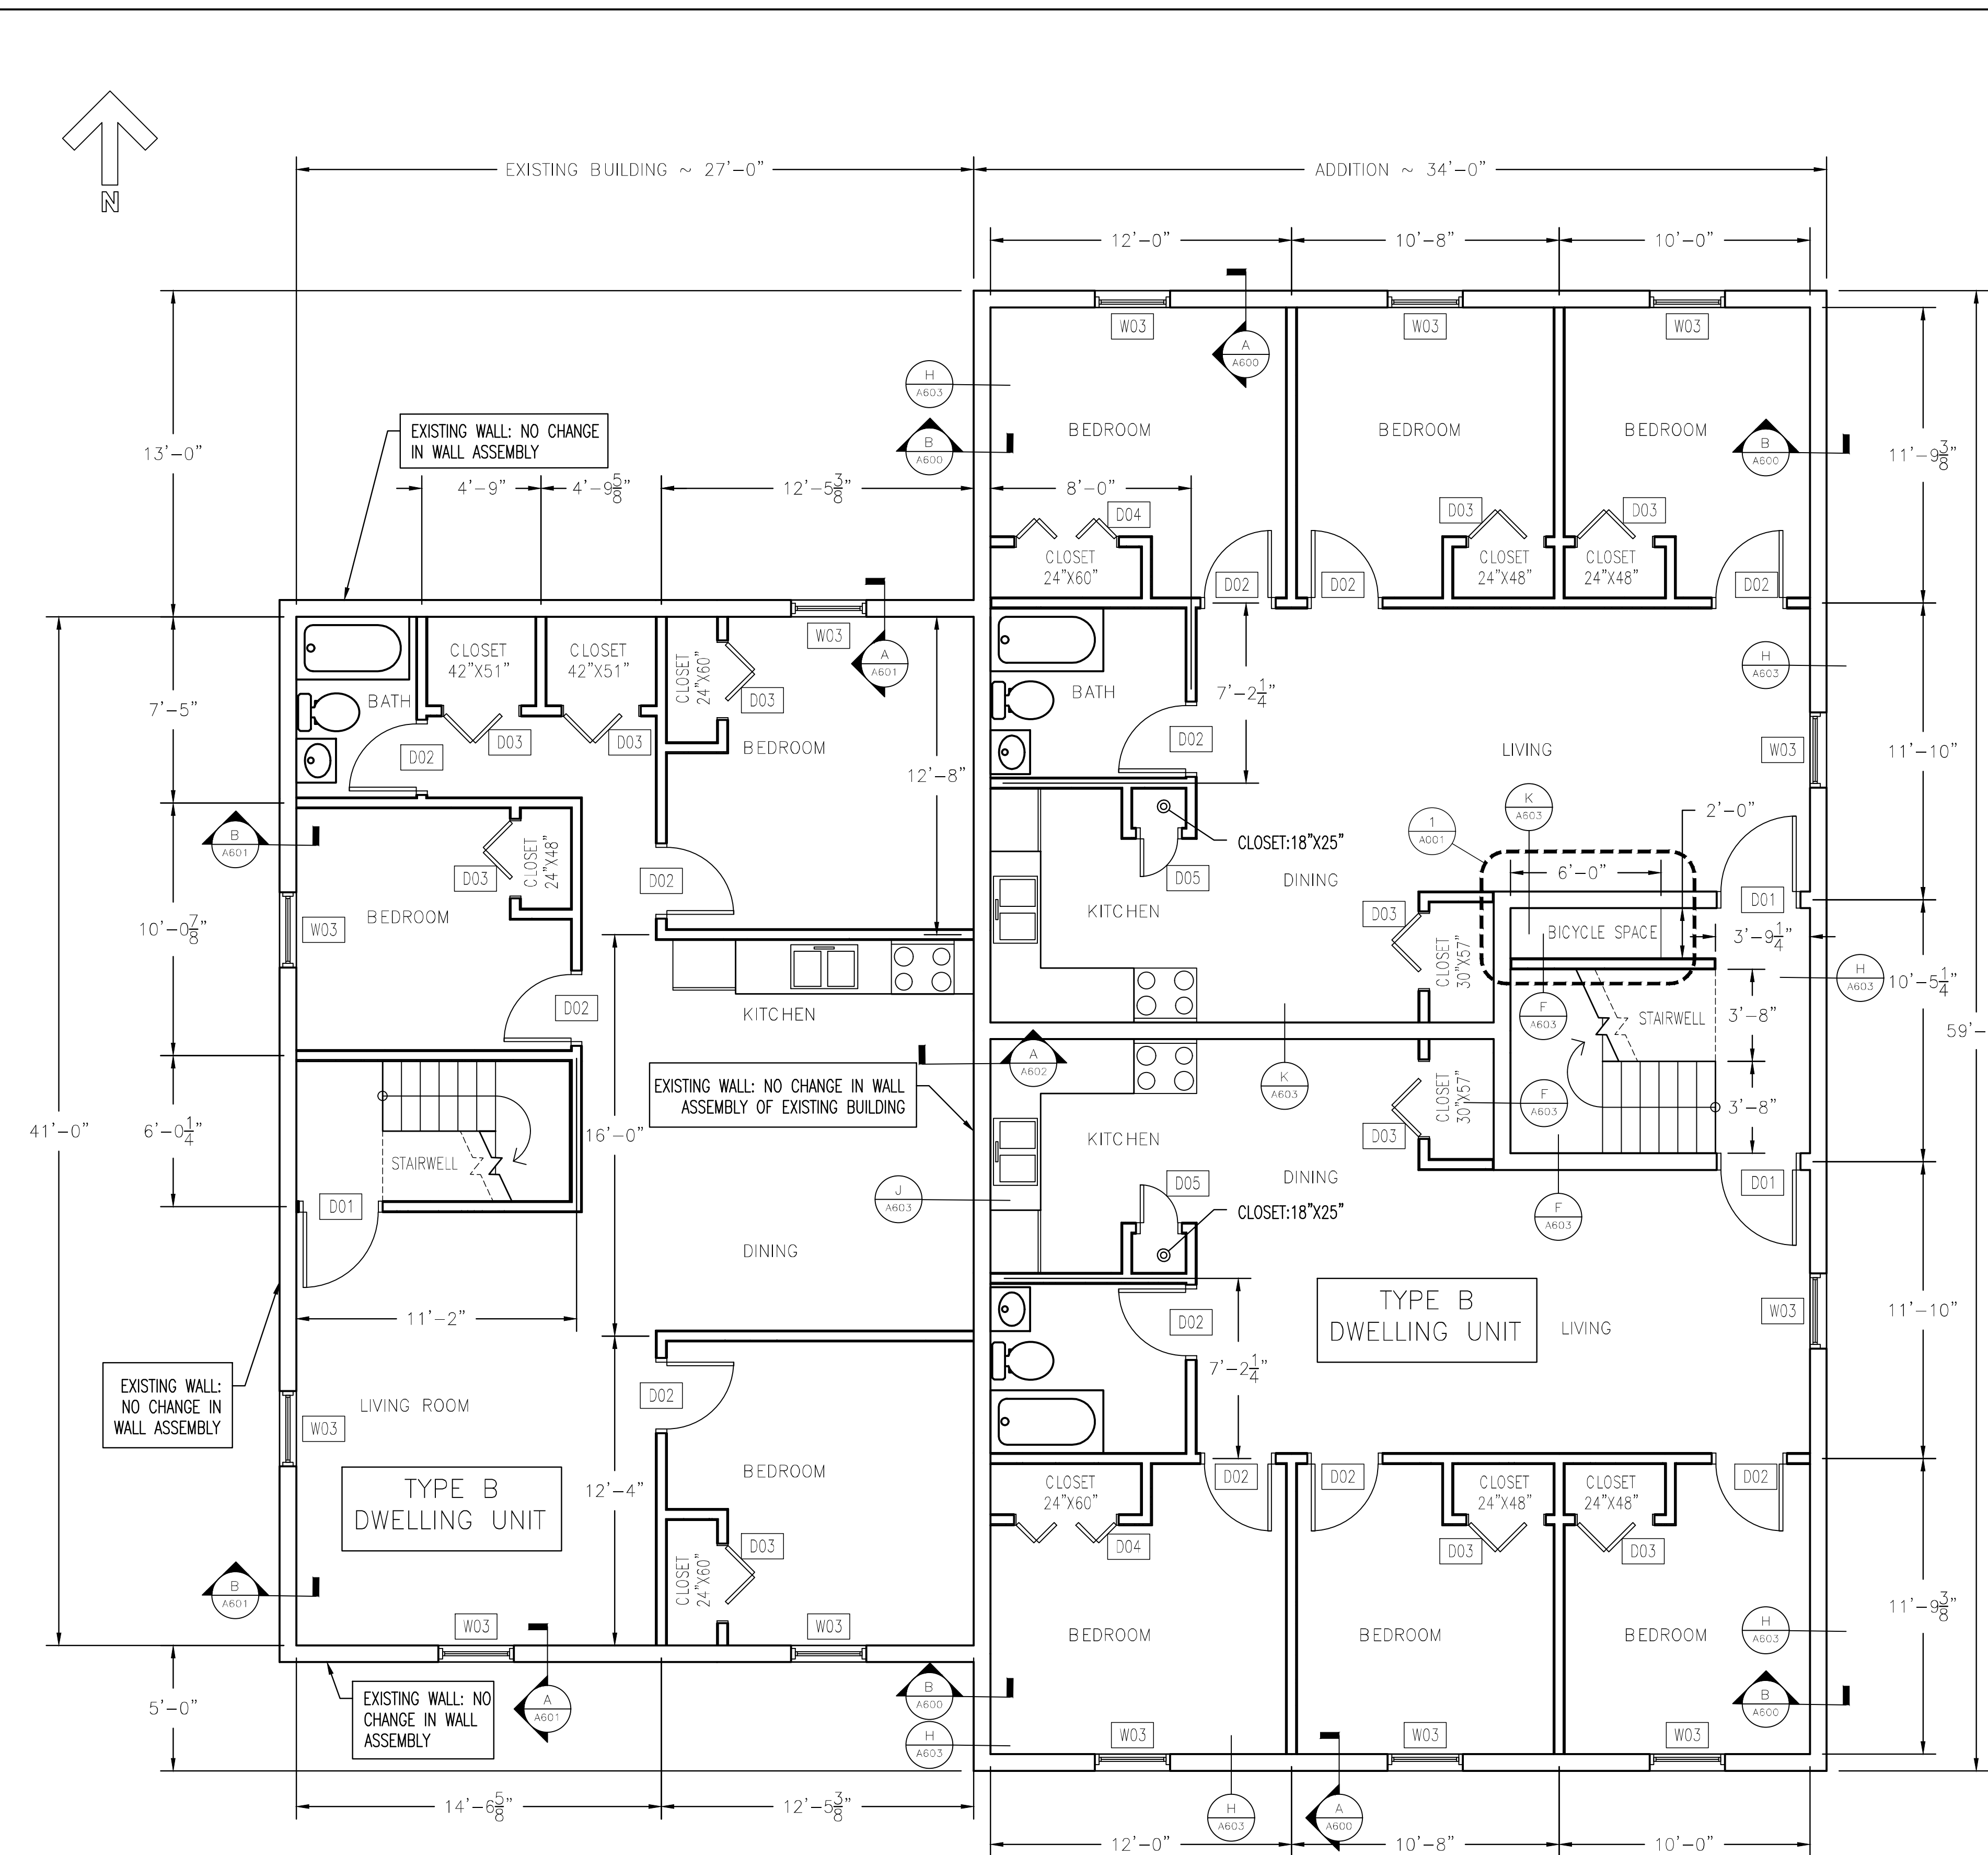 N
EXISTING BUILDING ~ 27'-0"
ADDITION ~ 34'-0"
12'-0"
10'-8"
10'-0"
W03
W03
W03
A
A600
H
A603
B
A600
BEDROOM
BEDROOM
BEDROOM
B
A600
13'-0"
11'-9 3/8"
EXISTING WALL: NO CHANGE
IN WALL ASSEMBLY
4'-9"
4'-9 5/8"
12'-5 3/8"
8'-0"
D04
D03
D03
CLOSET
24"X60"
CLOSET
24"X48"
CLOSET
24"X48"
D02
D02
D02
W03
A
A601
CLOSET
42"X51"
CLOSET
42"X51"
CLOSET
24"X60"
H
A603
BATH
D03
BATH
7'-2 1/4"
7'-5"
D02
D03
D03
BEDROOM
D02
LIVING
W03
11'-10"
12'-8"
B
A601
K
A603
2'-0"
1
A001
CLOSET:18"X25"
D03
CLOSET
24"X48"
D02
D05
DINING
6'-0"
D01
BEDROOM
KITCHEN
D03
W03
10'-0 7/8"
BICYCLE SPACE
3'-9 1/4"
CLOSET
30"X57"
H
A603
10'-5 1/4"
D02
KITCHEN
F
A603
STAIRWELL
3'-8"
59'-
A
A602
EXISTING WALL: NO CHANGE IN WALL
ASSEMBLY OF EXISTING BUILDING
K
A603
CLOSET
30"X57"
F
A603
3'-8"
41'-0"
6'-0 1/4"
16'-0"
KITCHEN
D03
STAIRWELL
D01
J
A603
D05
DINING
D01
CLOSET:18"X25"
F
A603
DINING
TYPE B
DWELLING UNIT
LIVING
W03
11'-10"
11'-2"
D02
7'-2 1/4"
EXISTING WALL:
NO CHANGE IN
WALL ASSEMBLY
LIVING ROOM
D02
W03
BEDROOM
TYPE B
DWELLING UNIT
12'-4"
CLOSET
24"X60"
D02
D02
CLOSET
24"X48"
CLOSET
24"X48"
D02
D03
D04
D03
D03
B
A601
CLOSET
24"X60"
11'-9 3/8"
W03
W03
BEDROOM
BEDROOM
BEDROOM
H
A603
5'-0"
EXISTING WALL: NO
CHANGE IN WALL
ASSEMBLY
A
A601
B
A600
B
A600
H
A603
W03
W03
W03
14'-6 5/8"
12'-5 3/8"
H
A603
A
A600
12'-0"
10'-8"
10'-0"